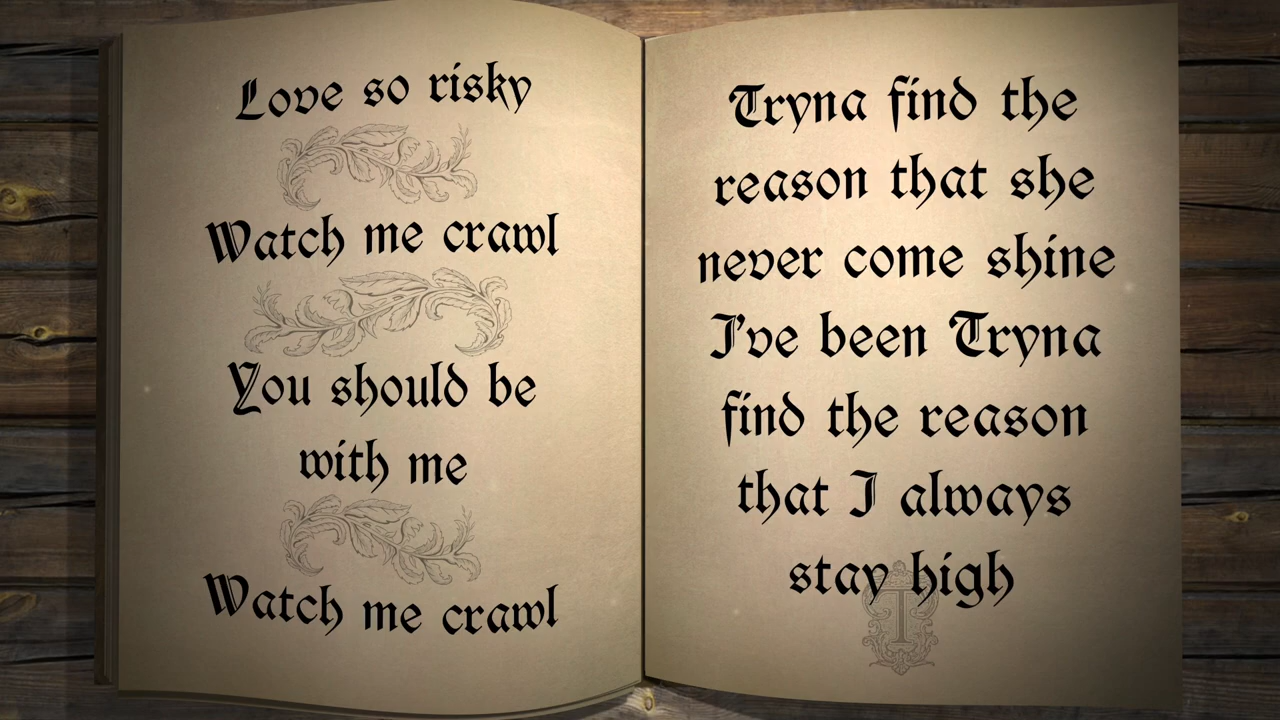 Love so risky
Watch me crawl
You should be
with me
Watch me crawl
Tryna find the
reason that she
never come shine
I've been Tryna
find the reason
that I always
stay high
T